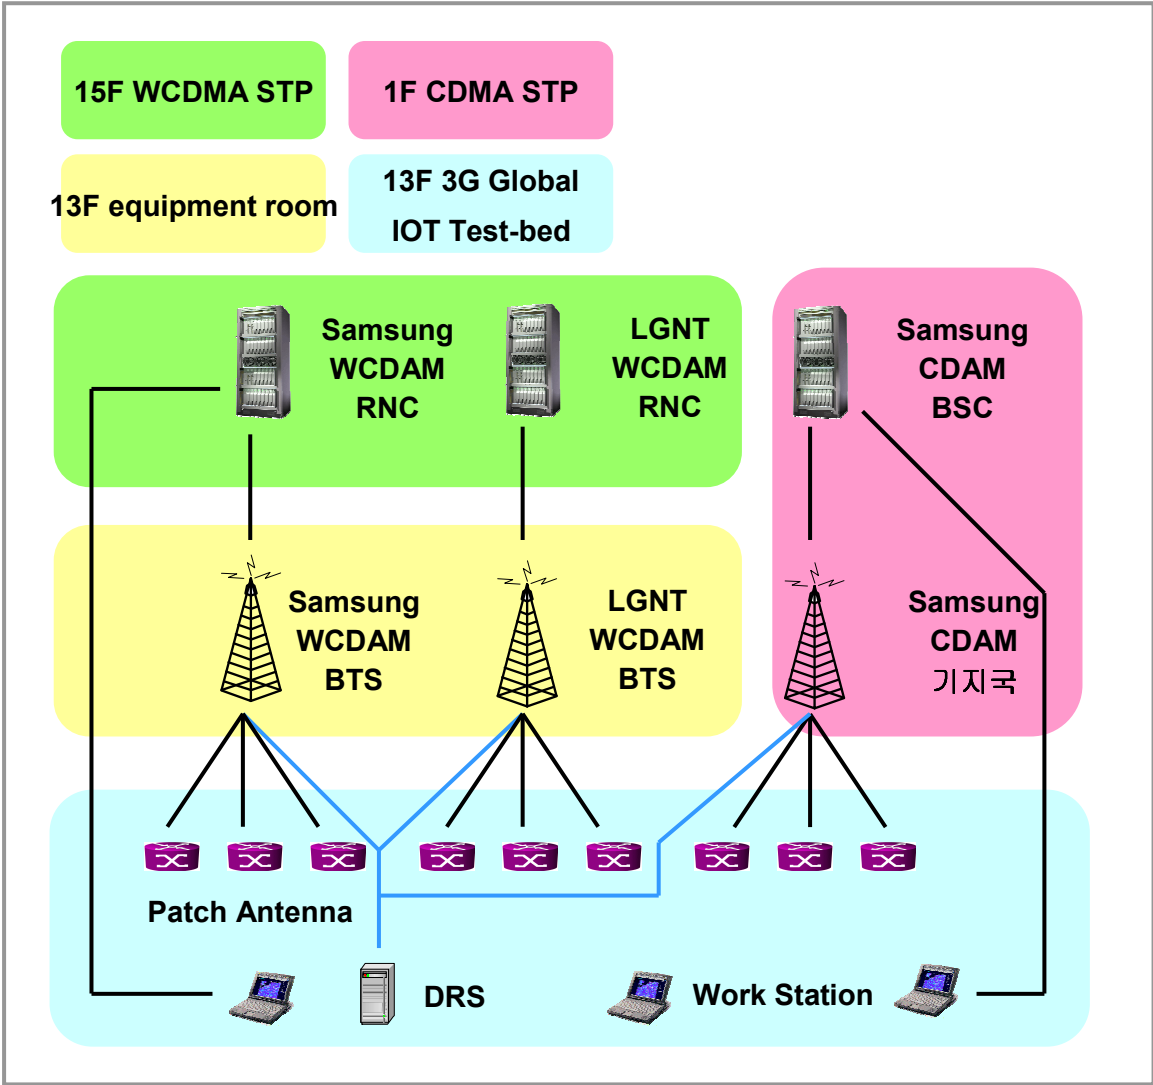 15F WCDMA STP
1F CDMA STP
13F equipment room
13F 3G Global
IOT Test-bed
Samsung
WCDAM
RNC
LGNT
WCDAM
RNC
Samsung
CDAM
BSC
Samsung
WCDAM
BTS
LGNT
WCDAM
BTS
Samsung
CDAM
기지국
Patch Antenna
DRS
Work Station